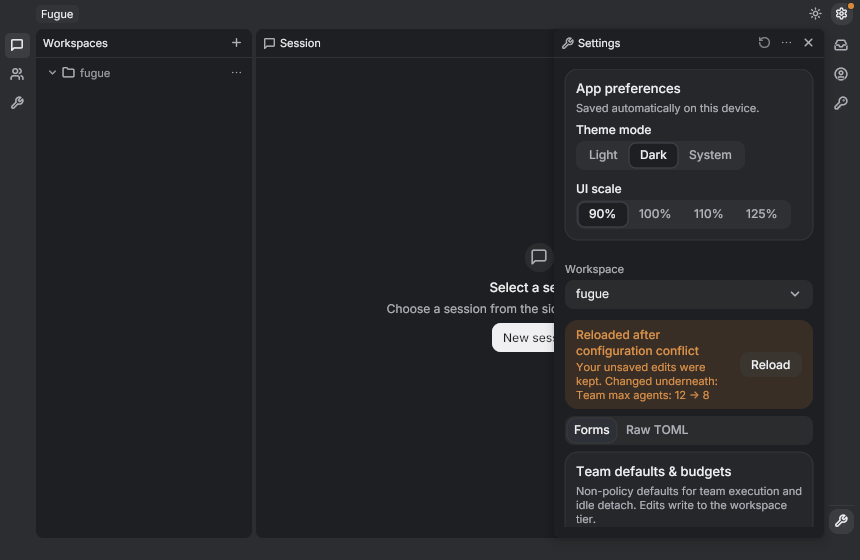 Fugue
Workspaces
fugue
Session
Select a se
Choose a session from the sid
New sess
Settings
App preferences
Saved automatically on this device.
Theme mode
Light Dark System
UI scale
90% 100% 110% 125%
Workspace
fugue
Reloaded after
configuration conflict
Your unsaved edits were
kept. Changed underneath:
Team max agents: 12 → 8
Reload
Forms Raw TOML
Team defaults & budgets
Non-policy defaults for team execution and
idle detach. Edits write to the workspace
tier.